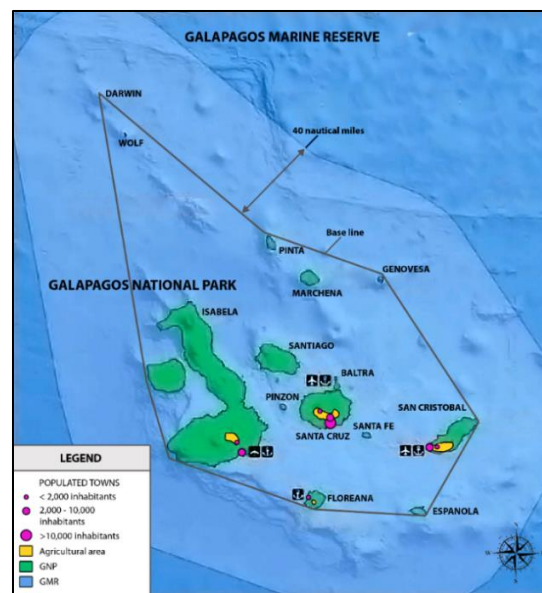 GALAPAGOS MARINE RESERVE
DARWIN
WOLF
40 nautical miles
Base line
PINTA
GENOVESA
MARCHENA
GALAPAGOS NATIONAL PARK
ISABELA
SANTIAGO
BALTRA
PINZON
SAN CRISTOBAL
SANTA FE
SANTA CRUZ
FLOREANA
ESPANOLA
LEGEND
POPULATED TOWNS
< 2,000 inhabitants
2,000 - 10,000
inhabitants
>10,000 inhabitants
Agricultural area
GNP
GMR